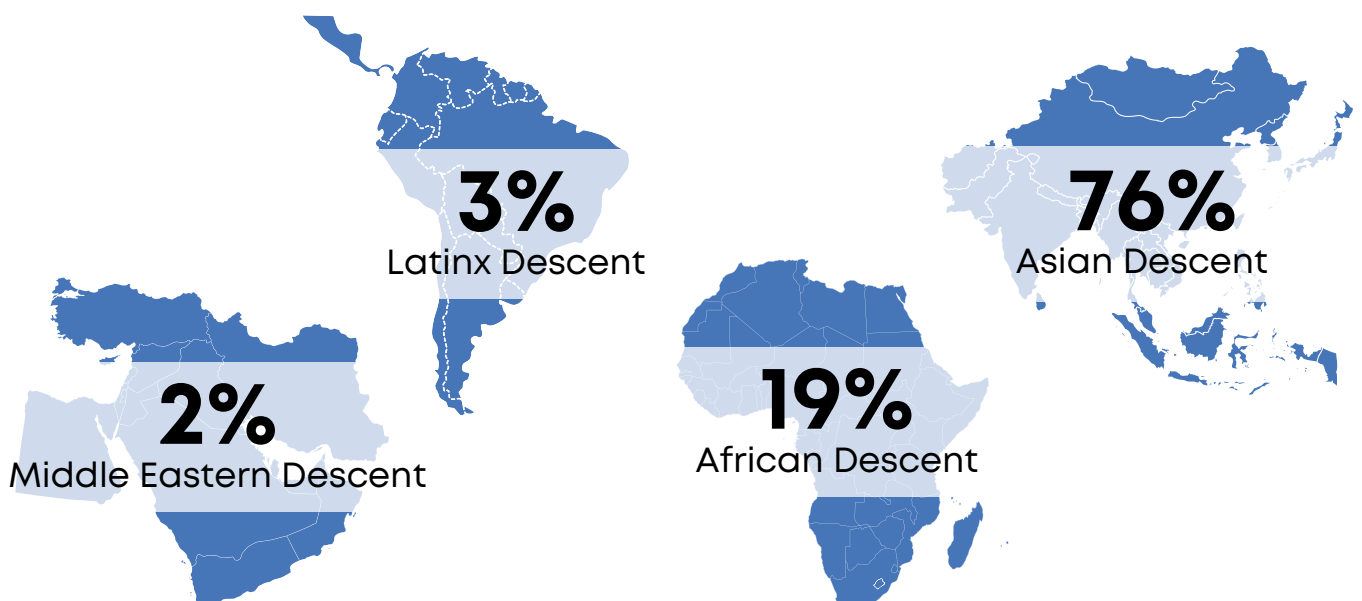 3%
Latinx Descent
76%
Asian Descent
2%
Middle Eastern Descent
19%
African Descent